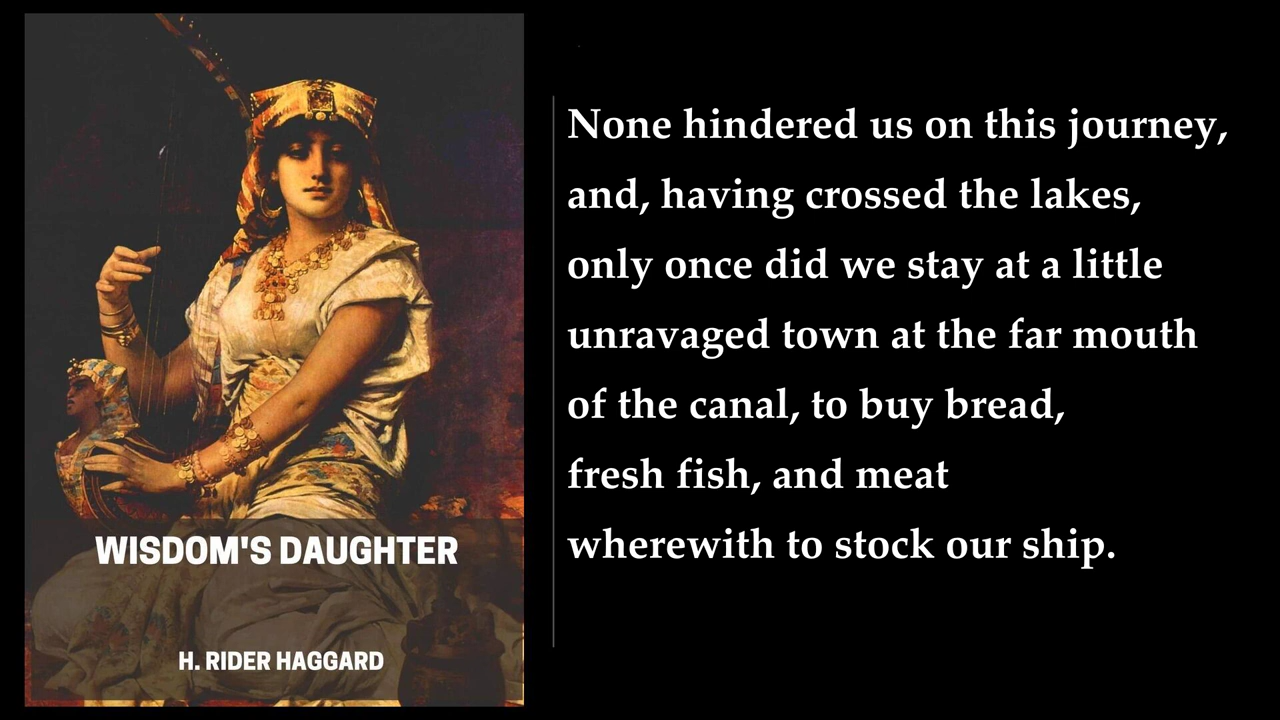 WISDOM'S DAUGHTER
H. RIDER HAGGARD
None hindered us on this journey,
and, having crossed the lakes,
only once did we stay at a little
unravaged town at the far mouth
of the canal, to buy bread,
fresh fish, and meat
wherewith to stock our ship.